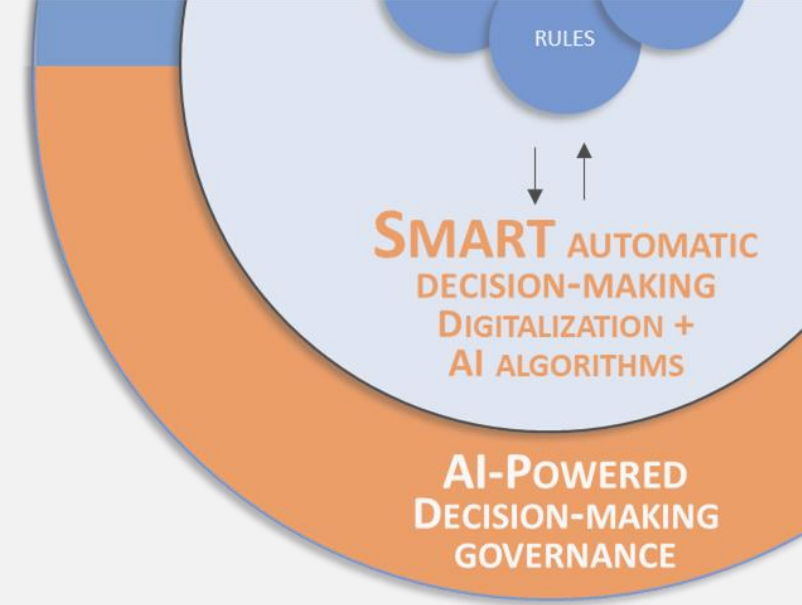 RULES
SMART AUTOMATIC
DECISION-MAKING
DIGITALIZATION +
AI ALGORITHMS
AI-POWERED
DECISION-MAKING
GOVERNANCE